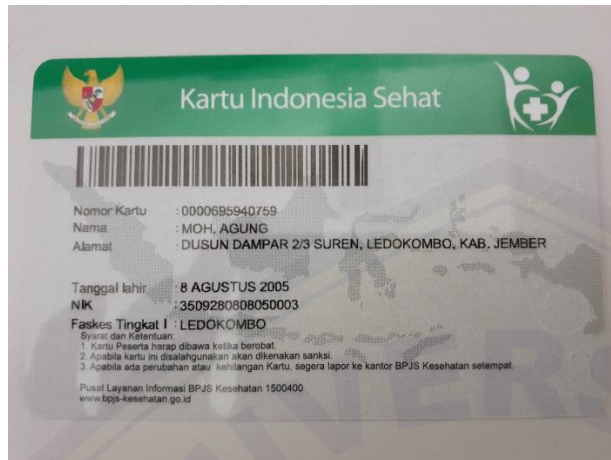 Kartu Indonesia Sehat
Nomor Kartu : 0000695940759
Nama : MOH. AGUNG
Alamat : DUSUN DAMPAR 2/3 SUREN, LEDOKOMBO, KAB. JEMBER
Tanggal lahir : 8 AGUSTUS 2005
NIK : 3509280808050003
Faskes Tingkat I : LEDOKOMBO
Syarat dan Ketentuan:
1. Kartu Peserta harap dibawa ketika berobat.
2. Apabila kartu ini disalahgunakan akan dikenakan sanksi.
3. Apabila ada perubahan atau kehilangan Kartu, segera lapor ke kantor BPJS Kesehatan setempat.
Pusat Layanan Informasi BPJS Kesehatan 1500400
www.bpjs-kesehatan.go.id